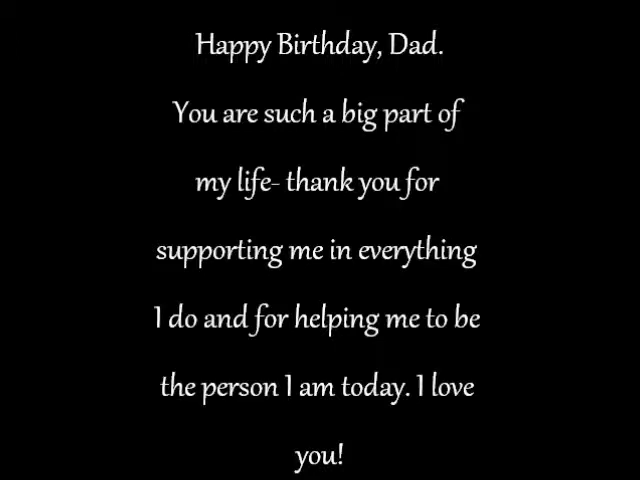 Happy Birthday, Dad.
You are such a big part of
my life- thank you for
supporting me in everything
I do and for helping me to be
the person I am today. I love
you!